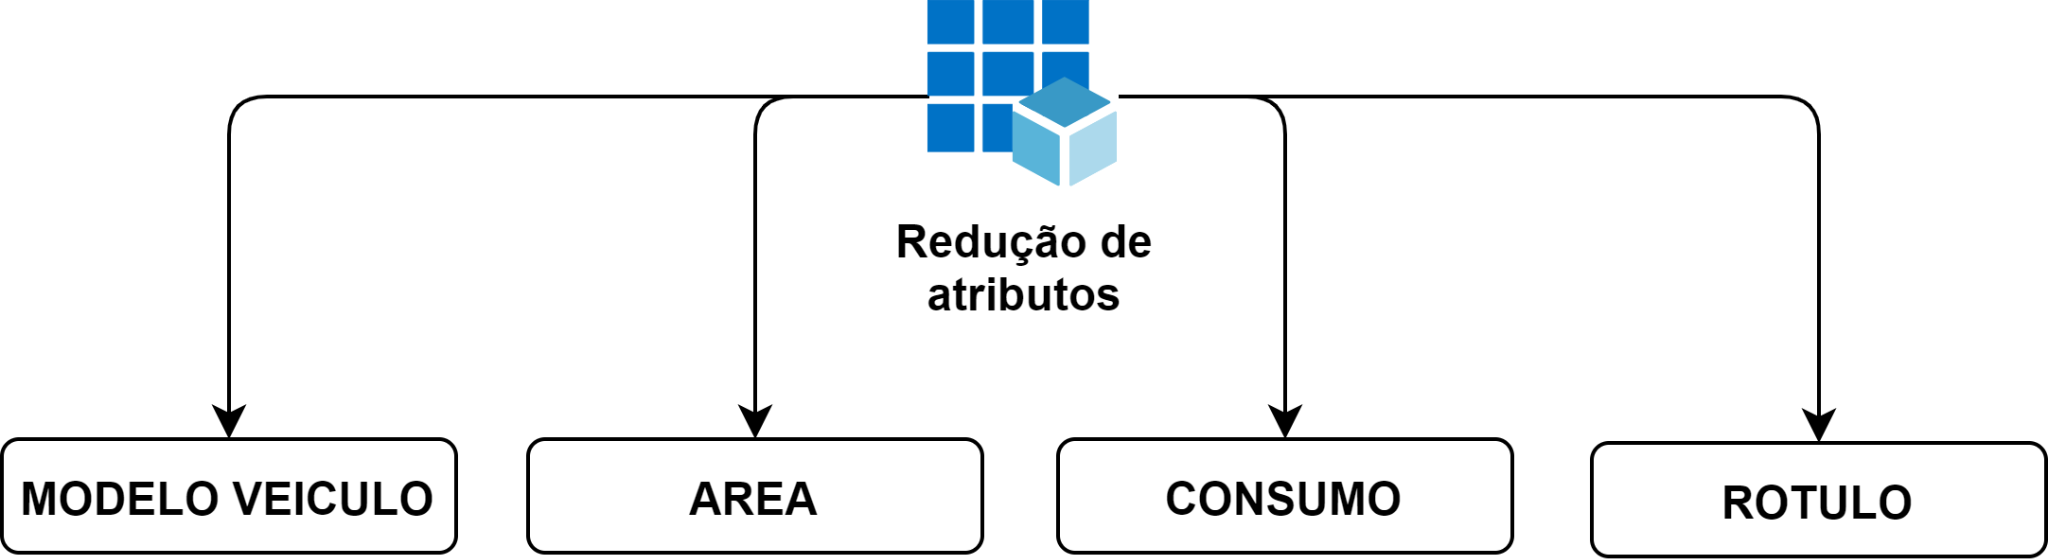 Redução de
atributos
MODELO VEICULO
AREA
CONSUMO
ROTULO